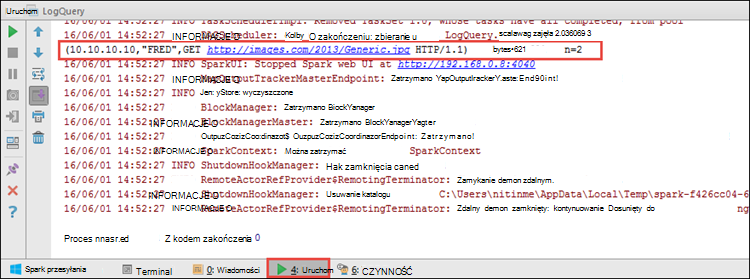 Uruchom LogQuery
16/06/01 14:52:27 INFO TaskSchedulerImpl: Removed TaskSet 1.0, whose tasks have all completed, from pool
16/06/01 14:52:27 INFORMACJE O Scheduler: Kolby O zakończeniu: zbieranie u LogQuery. scalawag zajęła 2.036069 3
(10.10.10.10,"FRED",GET http://images.com/2013/Generic.jpg HTTP/1.1) bytes=621 n=2
16/06/01 14:52:27 INFO SparkUI: Stopped Spark web UI at http://192.168.0.8:4040
16/06/01 14:52:27 INFORMACJE O OutputTrackerMasterEndpoint: Zatrzymano YapOutputIrackerY.aste:End90int!
16/06/01 14:52:27 INFO Jen: yStore: wyczyszczone
16/06/01 14:52:27 BlockManager: Zatrzymano BlockYanager
16/06/01 14:52:27 INFORMACJE O BlockManagerMaster: Zatrzymano BlockYanagerYagter
16/06/01 14:52:27 INFORMACJE O OutpuzCozizCoo:dinazot$ OuzpuzCozizCoordinazorEndpoint: Zatrzymano!
16/06/01 14:52:27 SparkContext: Można zatrzymać SparkContext
16/06/01 14:52:27 INFO ShutdownHookManager: Hak zamknięcia caned
16/06/01 14:52:27 RemoteActorRefProvider$RemotingTerminator: Zamykanie demon zdalnym.
16/06/01 14:52:27 INFORMACJE O ShutdownHookManager: Usuwanie katalogu C:\Users\nitinme\AppData\Local\Temp\spark-f426cc04-6
16/06/01 14:52:27 INFORMACJE O RemoteActorRefProvider$RemotingTerminator: Zdalny demon zamknięty: kontynuowanie Dosunięty do ng
Proces nnasr.ed Z kodem zakończenia 0
Spark przesyłania Terminal 0: Wiadomości 4: Uruchom 6: CZYNNOŚĆ